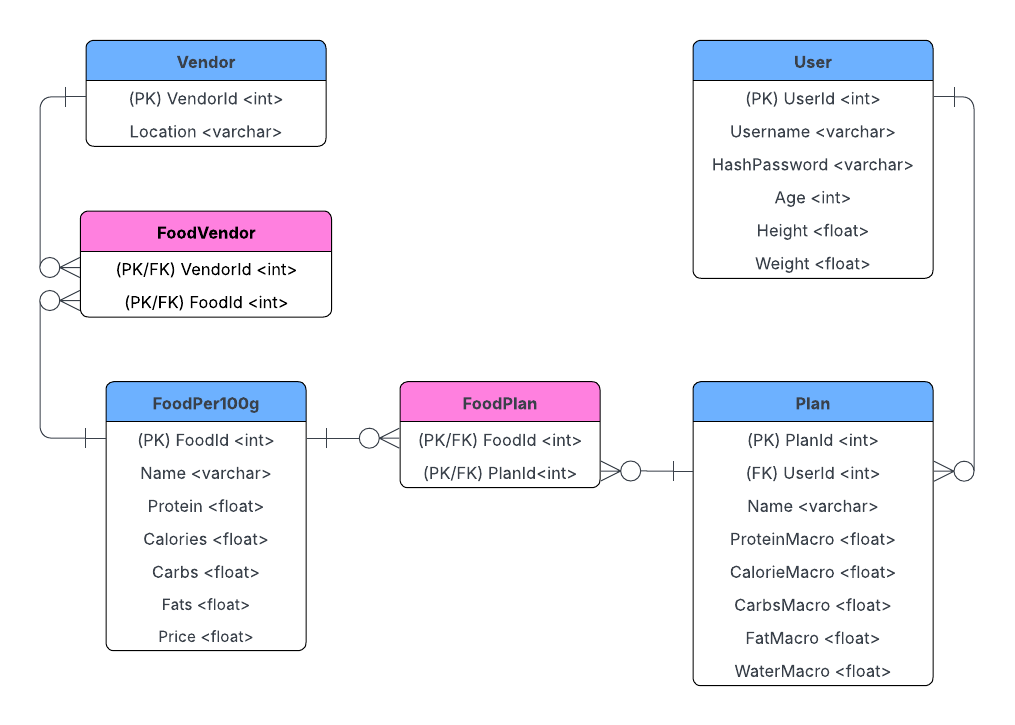 Vendor
(PK) VendorId <int>
Location <varchar>
User
(PK) UserId <int>
Username <varchar>
HashPassword <varchar>
Age <int>
Height <float>
Weight <float>
FoodVendor
(PK/FK) VendorId <int>
(PK/FK) FoodId <int>
FoodPer100g
(PK) FoodId <int>
Name <varchar>
Protein <float>
Calories <float>
Carbs <float>
Fats <float>
Price <float>
FoodPlan
(PK/FK) FoodId <int>
(PK/FK) PlanId<int>
Plan
(PK) PlanId <int>
(FK) UserId <int>
Name <varchar>
ProteinMacro <float>
CalorieMacro <float>
CarbsMacro <float>
FatMacro <float>
WaterMacro <float>